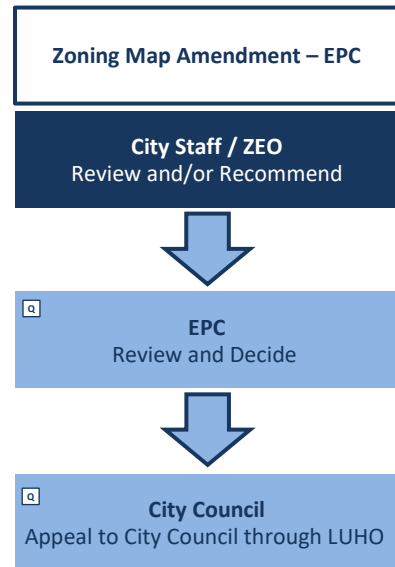 Zoning Map Amendment – EPC
City Staff / ZEO
Review and/or Recommend
Q
EPC
Review and Decide
Q
City Council
Appeal to City Council through LUHO